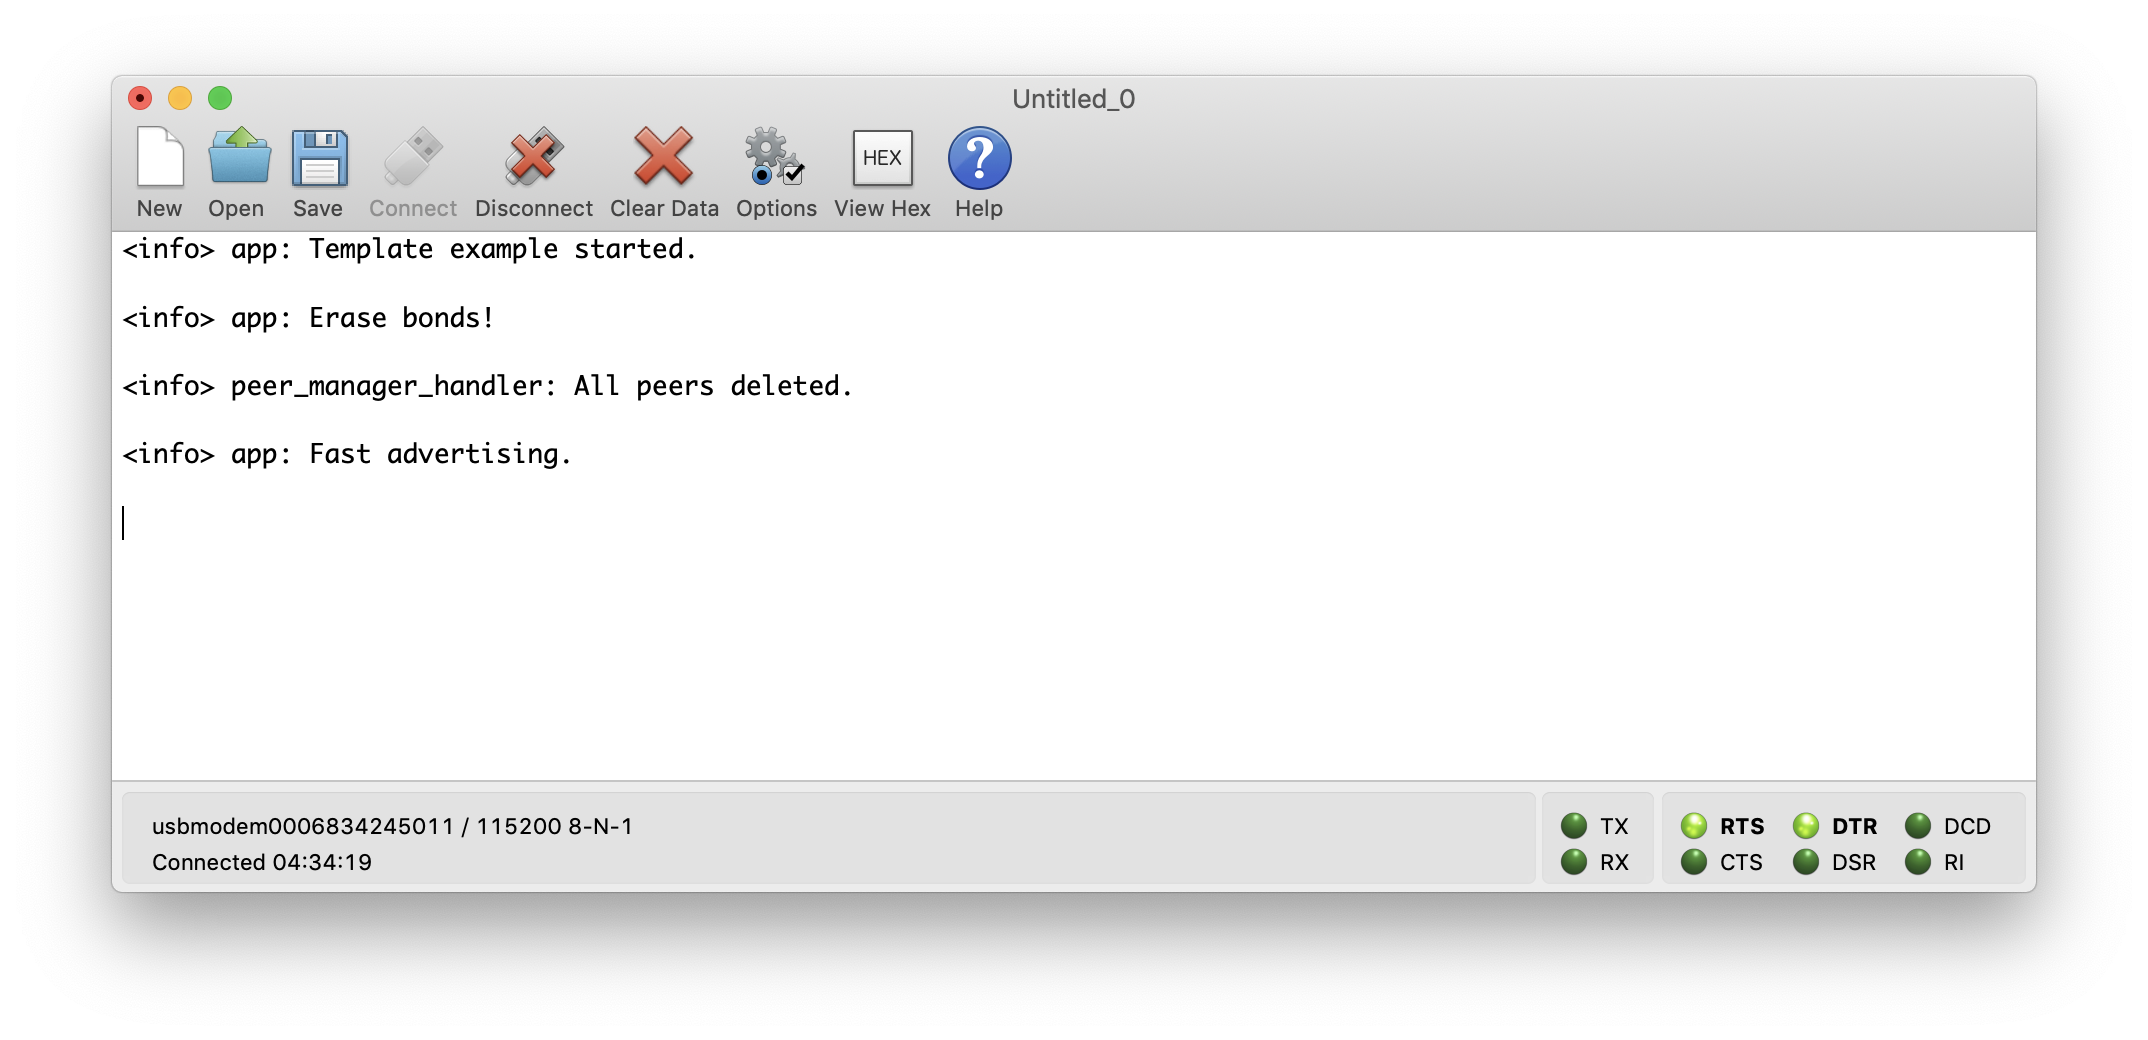 Untitled_0
New Open Save Connect Disconnect Clear Data Options HEX View Hex Help
<info> app: Template example started.
<info> app: Erase bonds!
<info> peer_manager_handler: All peers deleted.
<info> app: Fast advertising.
usbmodem0006834245011 / 115200 8-N-1
Connected 04:34:19
TX RTS DTR DCD
RX CTS DSR RI